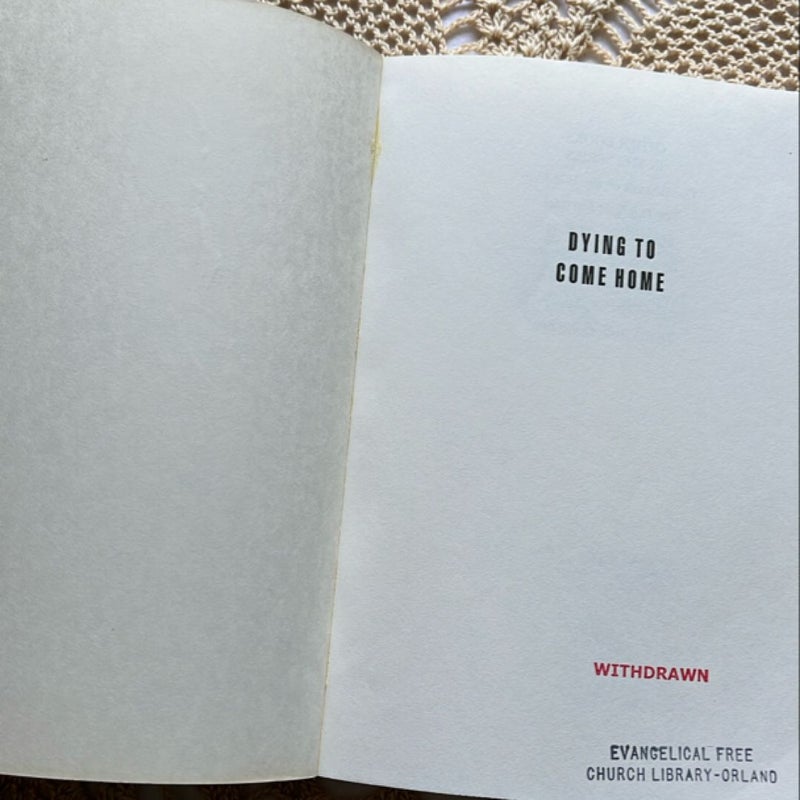 DYING TO
COME HOME
WITHDRAWN
EVANGELICAL FREE
CHURCH LIBRARY-ORLAND